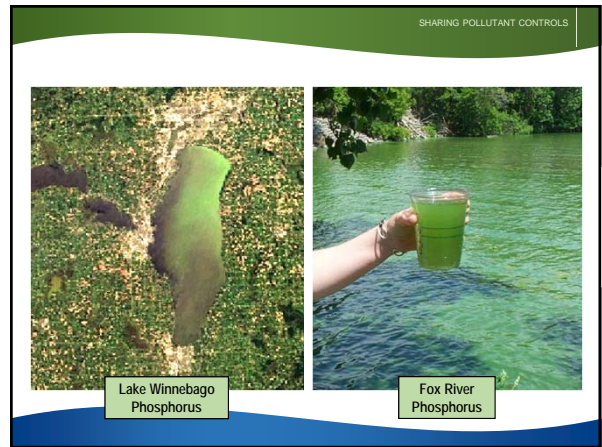 SHARING POLLUTANT CONTROLS
Lake Winnebago
Phosphorus
Fox River
Phosphorus